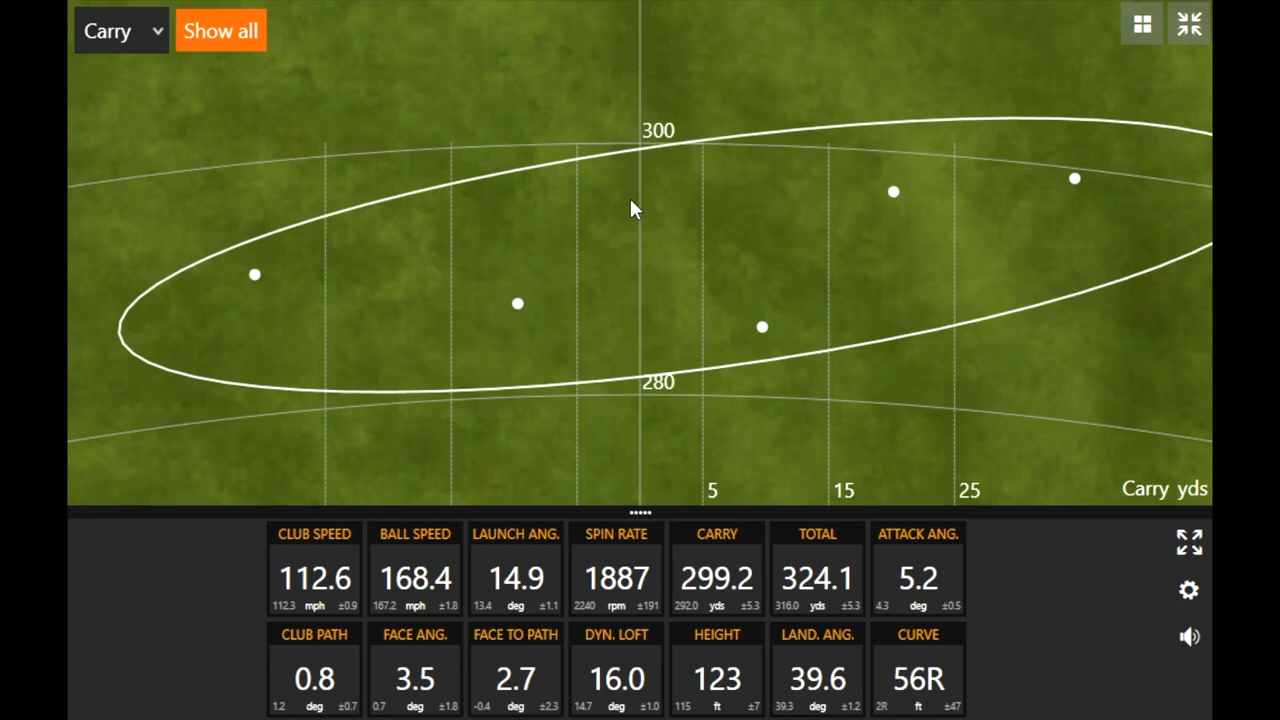 Carry Show all
300
280
5 15 25 Carry yds
CLUB SPEED BALL SPEED LAUNCH ANG. SPIN RATE CARRY TOTAL ATTACK ANG.
112.6 168.4 14.9 1887 299.2 324.1 5.2
112.3 mph ±0.9 167.2 mph ±1.8 13.4 deg ±1.1 2240 rpm ±191 292.0 yds ±5.3 316.0 yds ±5.3 4.3 deg ±0.5
CLUB PATH FACE ANG. FACE TO PATH DYN. LOFT HEIGHT LAND. ANG. CURVE
0.8 3.5 2.7 16.0 123 39.6 56R
1.2 deg ±0.7 0.7 deg ±1.8 -0.4 deg ±2.3 14.7 deg ±1.0 115 ft ±7 39.3 deg ±1.2 2R ft ±47